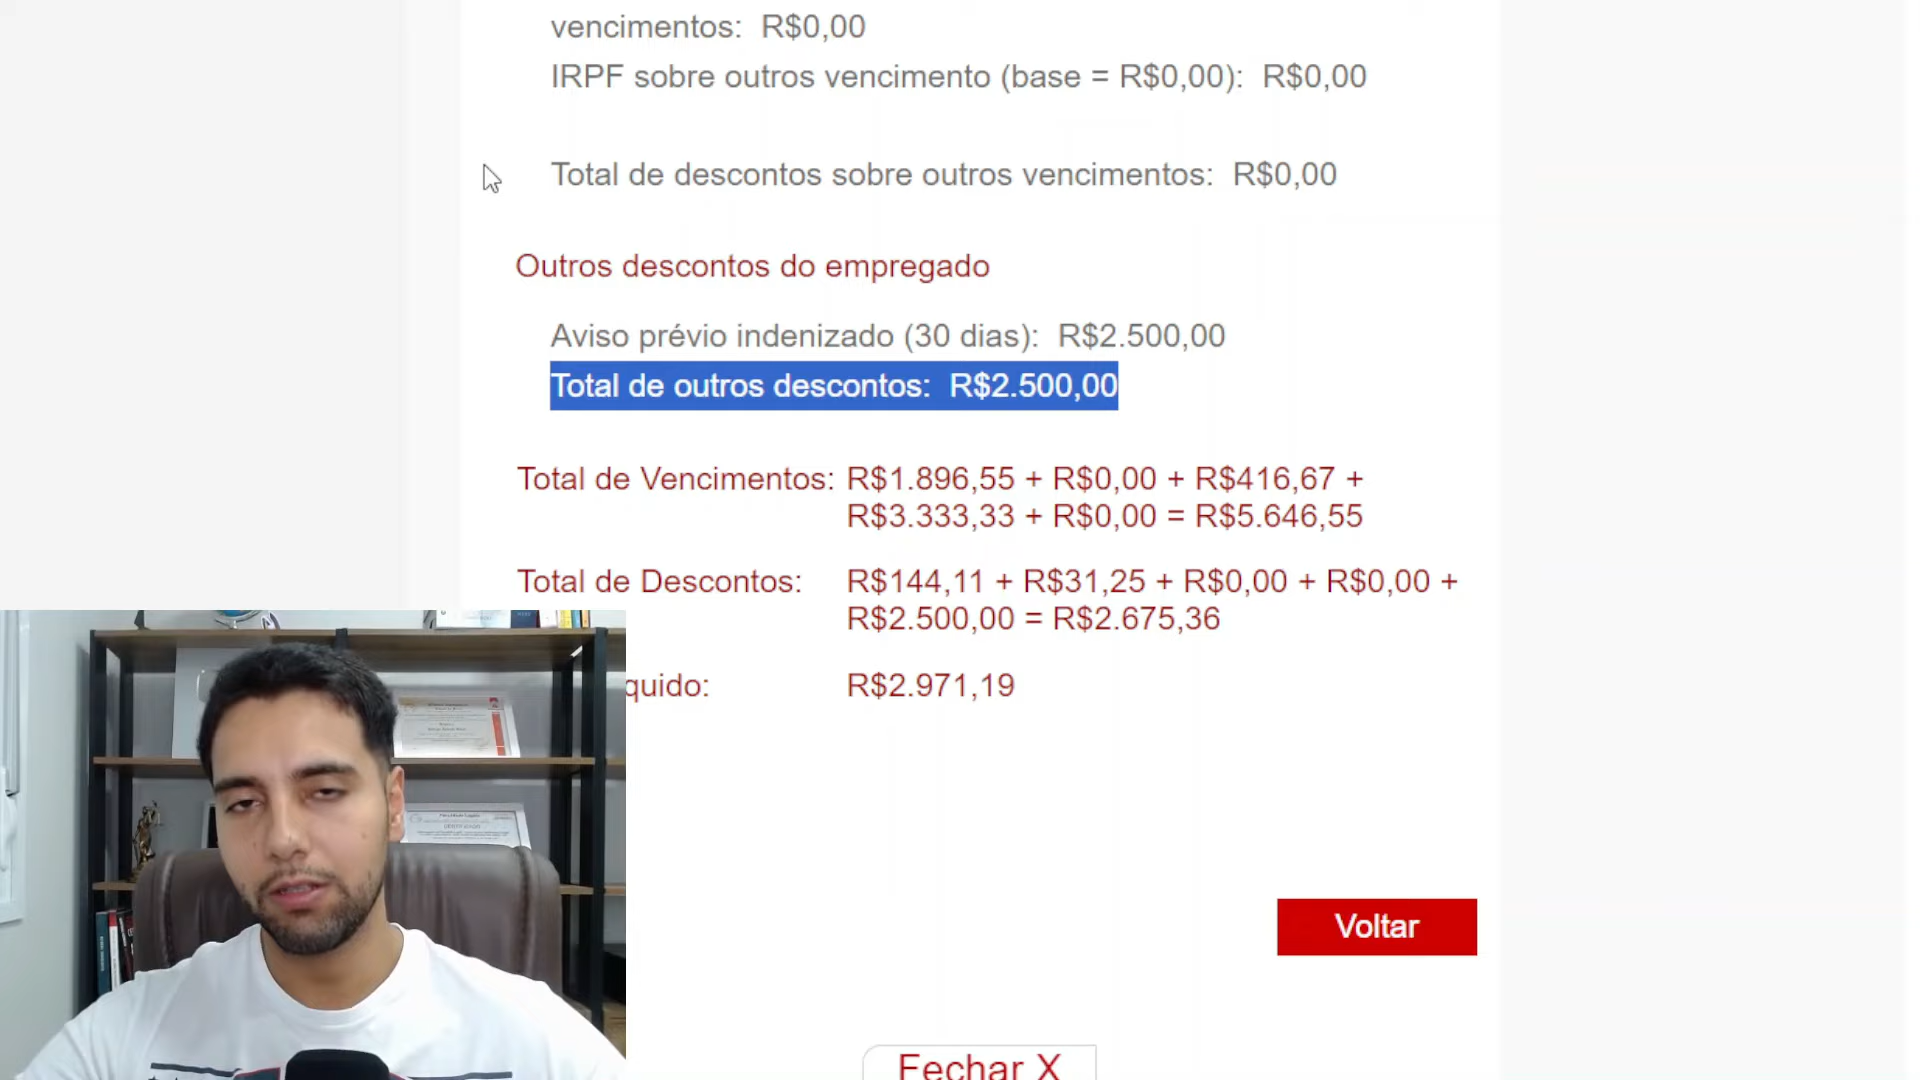 vencimentos: R$0,00
IRPF sobre outros vencimento (base = R$0,00): R$0,00
Total de descontos sobre outros vencimentos: R$0,00
Outros descontos do empregado
Aviso prévio indenizado (30 dias): R$2.500,00
Total de outros descontos: R$2.500,00
Total de Vencimentos: R$1.896,55 + R$0,00 + R$416,67 +
R$3.333,33 + R$0,00 = R$5.646,55
Total de Descontos: R$144,11 + R$31,25 + R$0,00 + R$0,00 +
R$2.500,00 = R$2.675,36
quido: R$2.971,19
Voltar
Fechar X